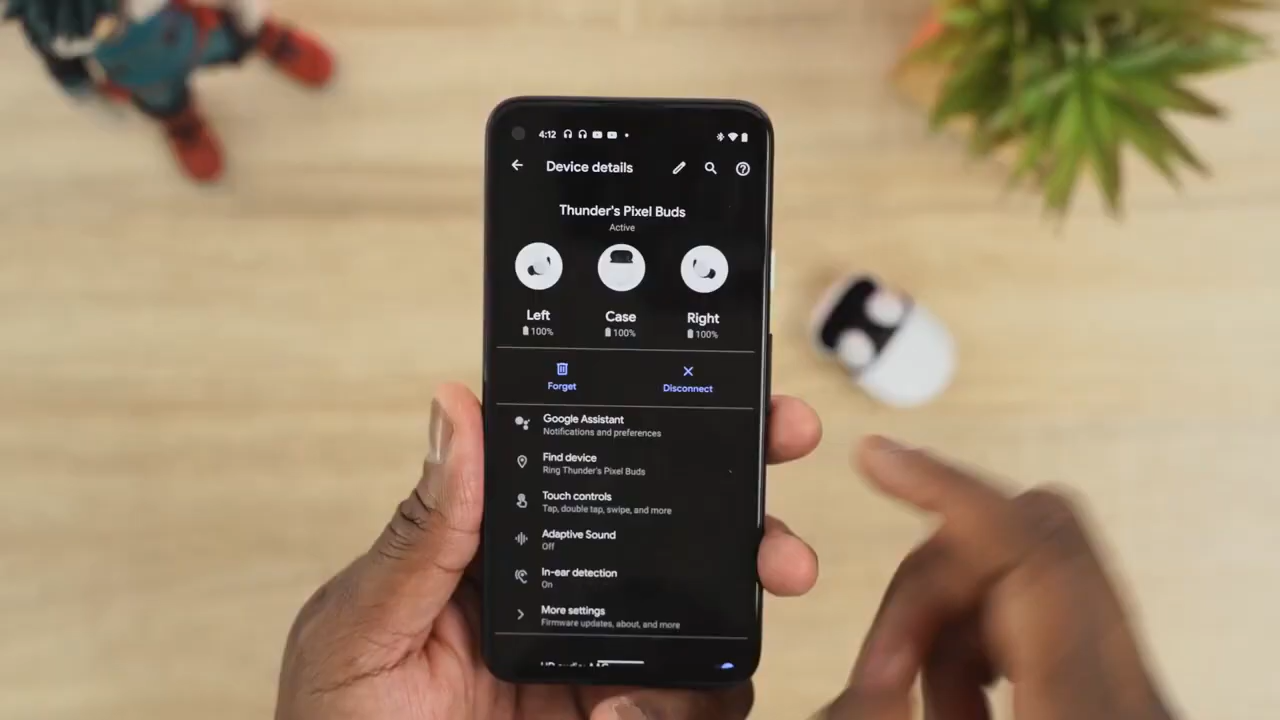 4:12
Device details
Thunder's Pixel Buds
Active
Left
Case
Right
100%
100%
100%
Forget
Disconnect
Google Assistant
Notifications and preferences
Find device
Ring Thunder's Pixel Buds
Touch controls
Tap, double tap, swipe, and more
Adaptive Sound
Off
In-ear detection
On
More settings
Firmware updates, about, and more